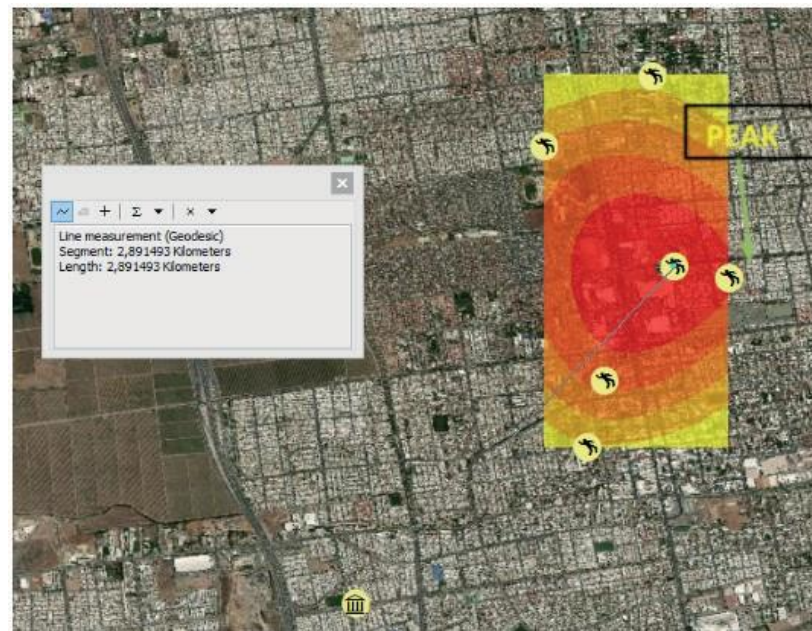 PEAK
Σ
Line measurement (Geodesic)
Segment: 2,891493 Kilometers
Length: 2,891493 Kilometers